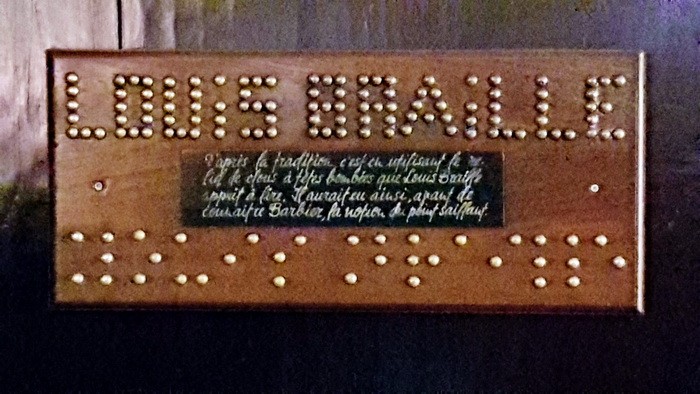 LOUIS BRAILLE
D'après la tradition c'est en utilisant le re-
lief de clous à têtes bombées que Louis Braille
apprit à lire. Il aurait eu ainsi, avant de
connaitre Barbier, la notion du point saillant.